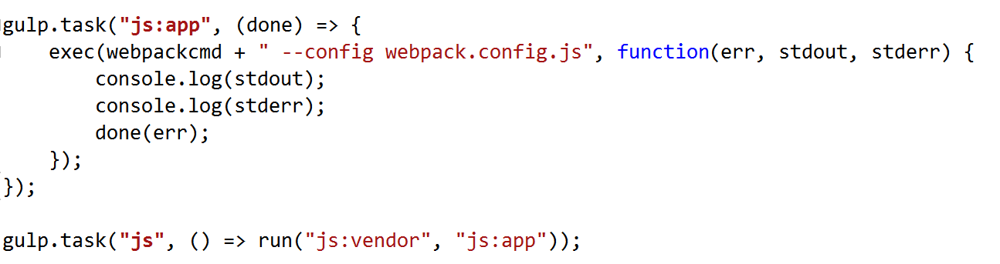 gulp.task("js:app", (done) => {
    exec(webpackcmd + " --config webpack.config.js", function(err, stdout, stderr) {
        console.log(stdout);
        console.log(stderr);
        done(err);
    });
});

gulp.task("js", () => run("js:vendor", "js:app"));